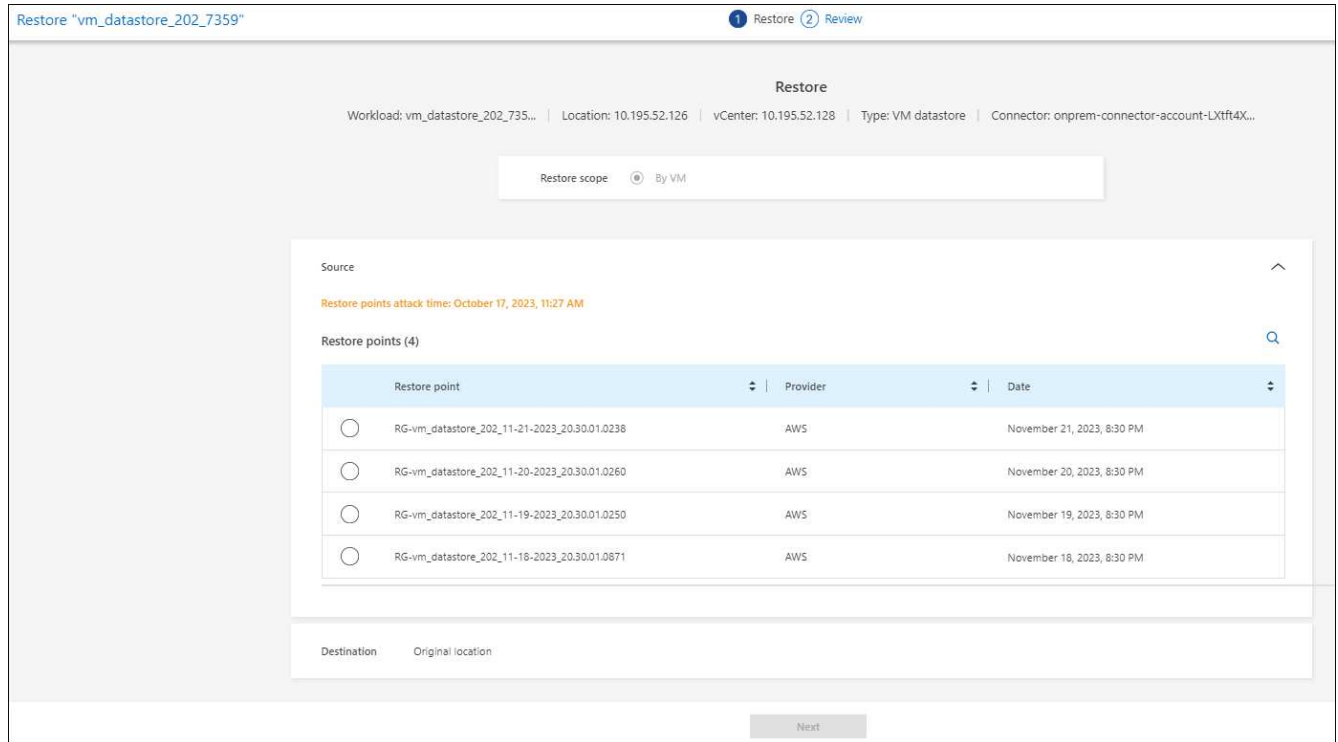 Restore "vm_datastore_202_7359"
1 Restore 2 Review
Restore
Workload: vm_datastore_202_735... | Location: 10.195.52.126 | vCenter: 10.195.52.128 | Type: VM datastore | Connector: onprem-connector-account-LXtft4X...
Restore scope By VM
Source
Restore points attack time: October 17, 2023, 11:27 AM
Restore points (4)
Restore point Provider Date
RG-vm_datastore_202_11-21-2023_20.30.01.0238 AWS November 21, 2023, 8:30 PM
RG-vm_datastore_202_11-20-2023_20.30.01.0260 AWS November 20, 2023, 8:30 PM
RG-vm_datastore_202_11-19-2023_20.30.01.0250 AWS November 19, 2023, 8:30 PM
RG-vm_datastore_202_11-18-2023_20.30.01.0871 AWS November 18, 2023, 8:30 PM
Destination Original location
Next